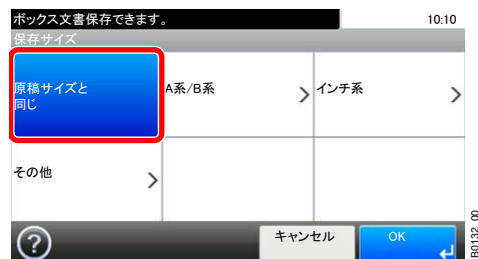 ボックス文書保存できます。
10:10
保存サイズ
原稿サイズと
同じ
A系/B系
インチ系
その他
?
キャンセル
OK
B0132_00